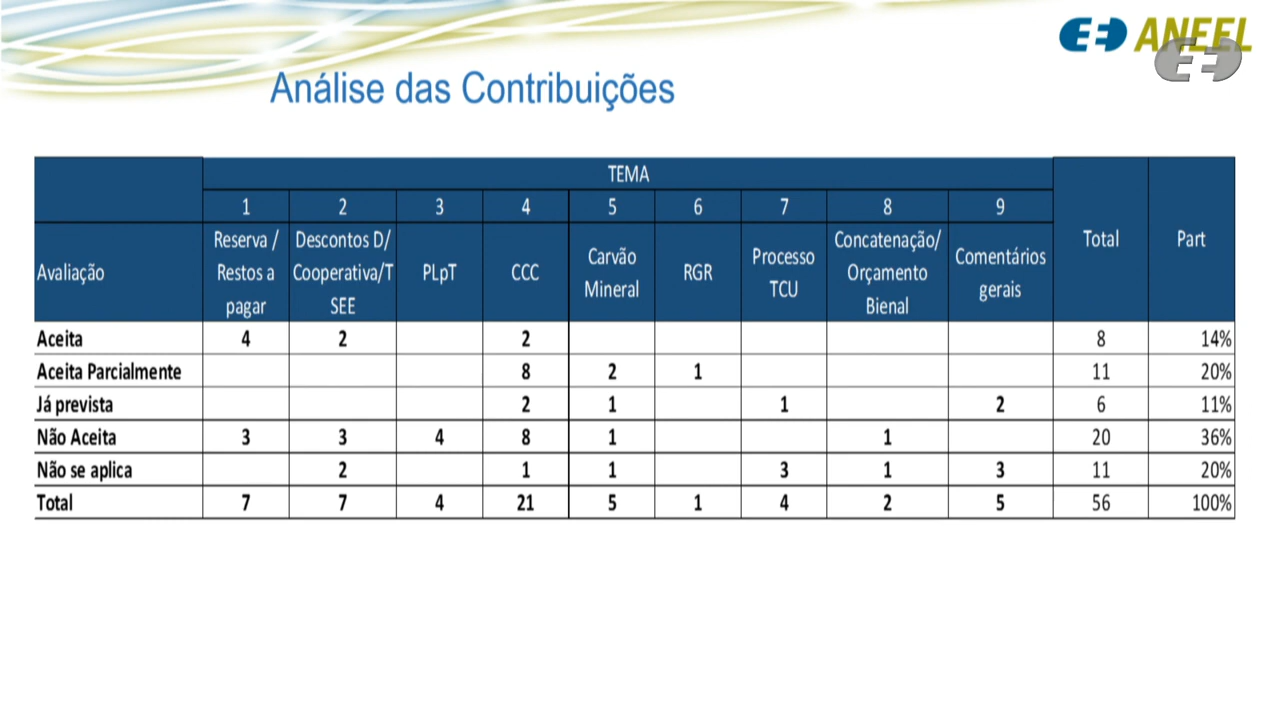 ANEEL
Análise das Contribuições
TEMA
1 2 3 4 5 6 7 8 9 Total Part
Avaliação
Reserva /
Restos a
pagar
Descontos D/
Cooperativa/T
SEE
PLpT
CCC
Carvão
Mineral
RGR
Processo
TCU
Concatenação/
Orçamento
Bienal
Comentários
gerais
Aceita 4 2 2 8 14%
Aceita Parcialmente 8 2 1 11 20%
Já prevista 2 1 1 2 6 11%
Não Aceita 3 3 4 8 1 1 20 36%
Não se aplica 2 1 1 3 1 3 11 20%
Total 7 7 4 21 5 1 4 2 5 56 100%